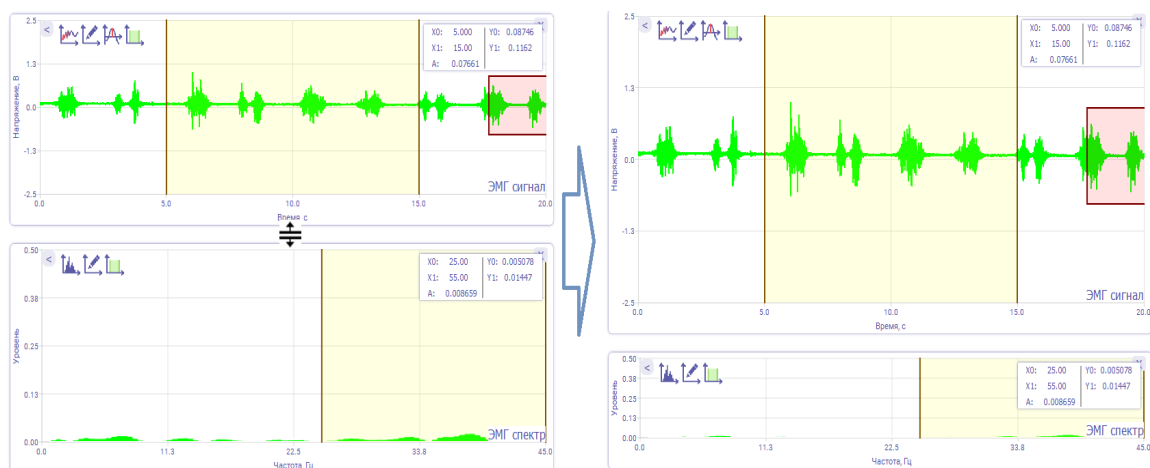 2.5
1.3
0.0
-1.3
-2.5
Напряжение, В
<
x
X0: 5.000 Y0: 0.08746
X1: 15.00 Y1: 0.1162
A: 0.07661
ЭМГ сигнал
0.0 5.0 10.0 15.0 20.0
Время, с
0.50
0.38
0.25
0.13
0.00
Уровень
<
x
X0: 25.00 Y0: 0.005078
X1: 55.00 Y1: 0.01447
A: 0.008659
ЭМГ спектр
0.0 11.3 22.5 33.8 45.0
Частота, Гц
2.5
1.3
0.0
-1.3
-2.5
Напряжение, В
<
x
X0: 5.000 Y0: 0.08746
X1: 15.00 Y1: 0.1162
A: 0.07661
ЭМГ сигнал
0.0 5.0 10.0 15.0 20.0
Время, с
0.50
0.38
0.25
0.13
0.00
Уровень
<
x
X0: 25.00 Y0: 0.005078
X1: 55.00 Y1: 0.01447
A: 0.008659
ЭМГ спектр
0.0 11.3 22.5 33.8 45.0
Частота, Гц